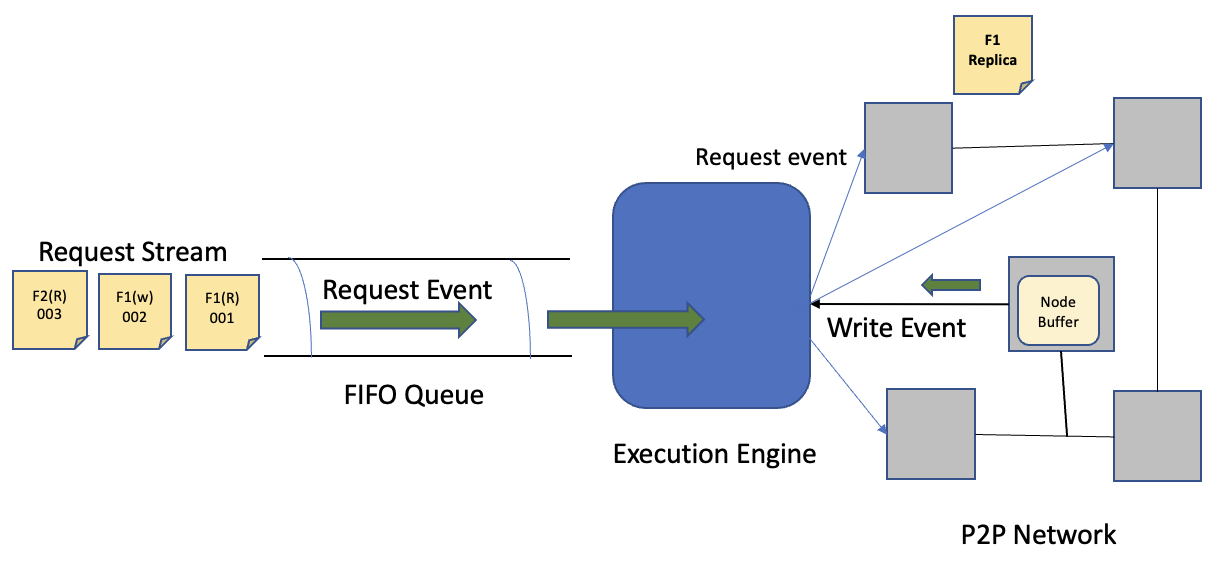 F1
Replica
Request event
Request Stream
F2(R)
003
F1(w)
002
F1(R)
001
Request Event
FIFO Queue
Execution Engine
Write Event
Node
Buffer
P2P Network